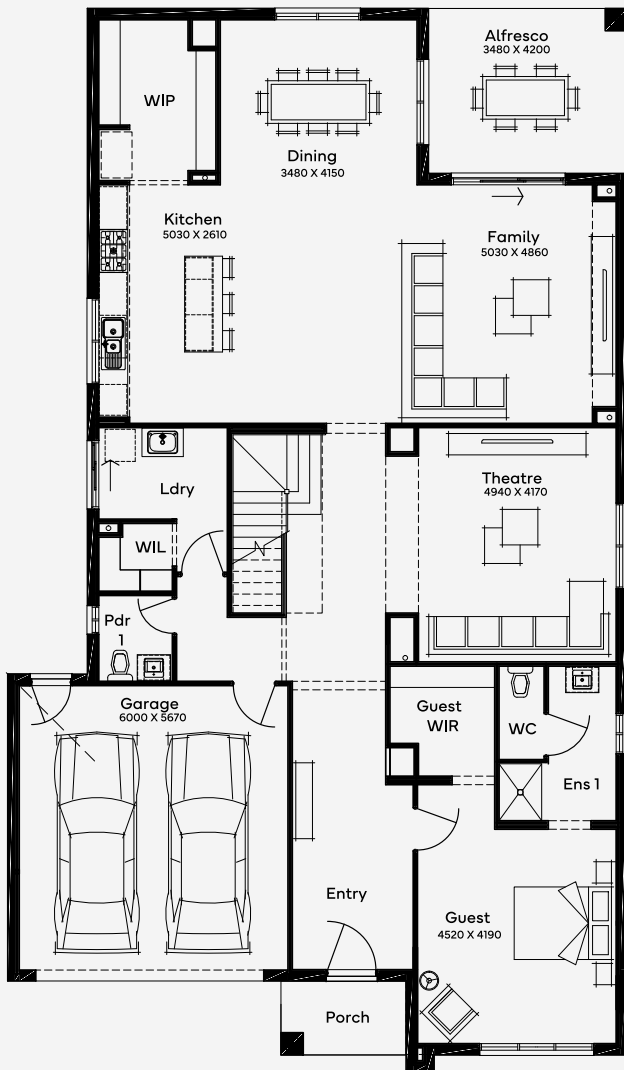 Alfresco
3480 X 4200
WIP
Dining
3480 X 4150
Kitchen
5030 X 2610
Family
5030 X 4860
Ldry
Theatre
4940 X 4170
WIL
Pdr
1
Garage
6000 X 5670
Guest
WIR
WC
Ens 1
Entry
Guest
4520 X 4190
Porch